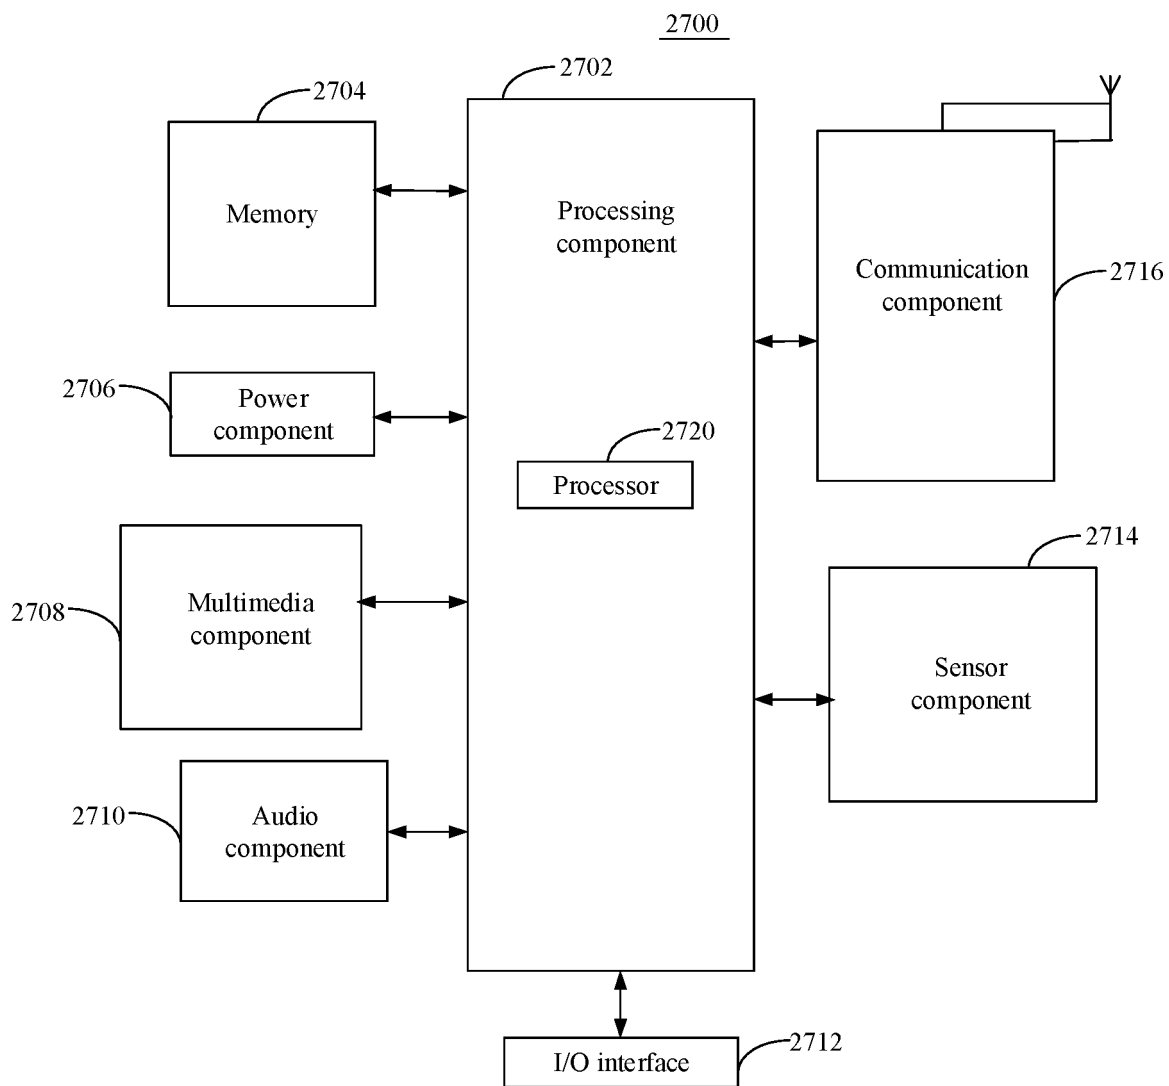 2700
2702
2704
Memory
Processing
component
Communication
component
2716
2706
Power
component
2720
Processor
2714
2708
Multimedia
component
Sensor
component
2710
Audio
component
I/O interface
2712